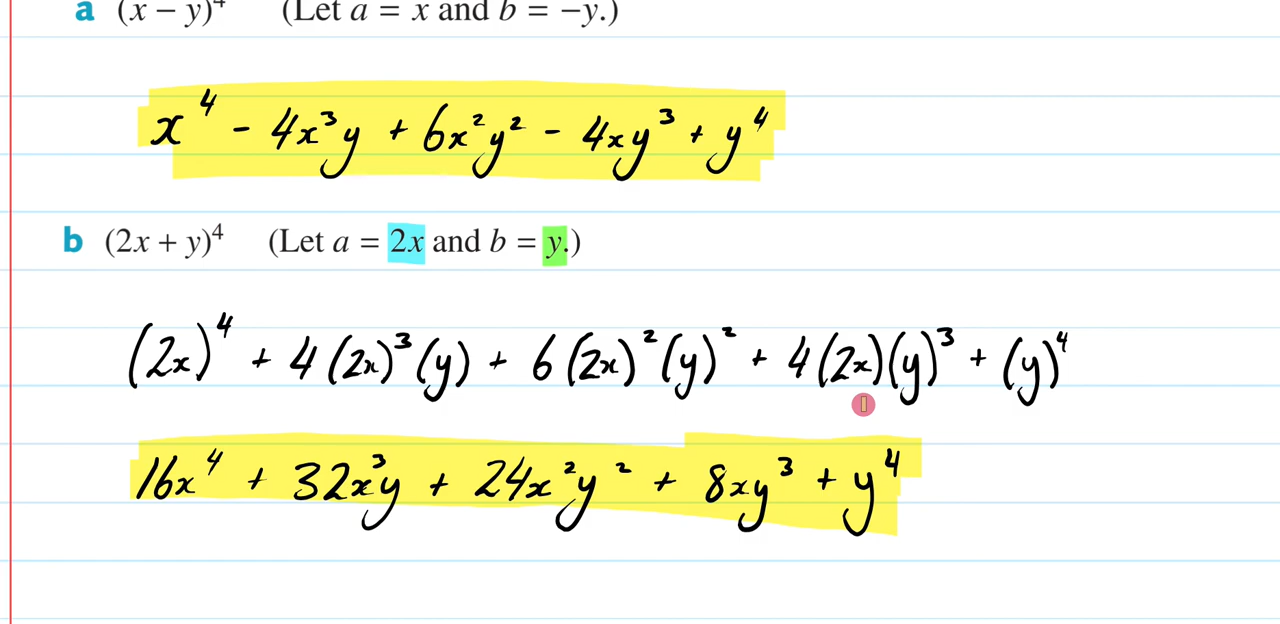 a (x − y)⁴ (Let a = x and b = −y.)
x⁴ - 4x³y + 6x²y² - 4xy³ + y⁴
b (2x + y)⁴ (Let a = 2x and b = y.)
(2x)⁴ + 4(2x)³(y) + 6(2x)²(y)² + 4(2x)(y)³ + (y)⁴
16x⁴ + 32x³y + 24x²y² + 8xy³ + y⁴